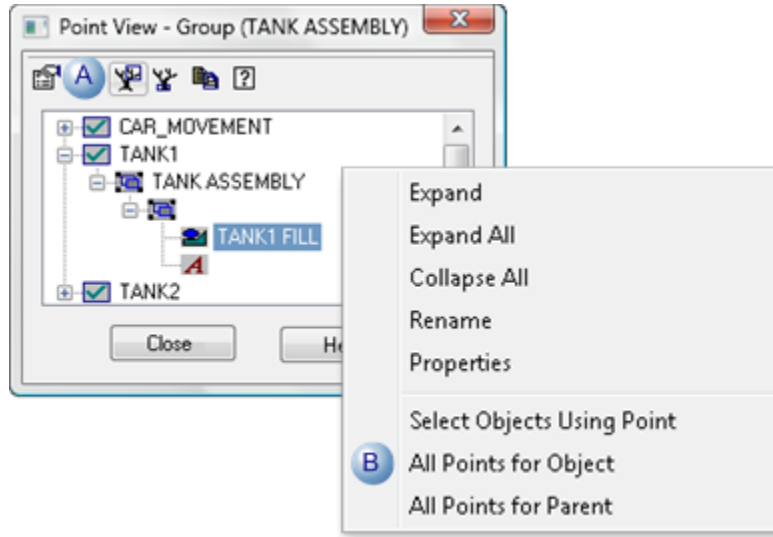 Point View - Group (TANK ASSEMBLY)
A
CAR_MOVEMENT
TANK1
TANK ASSEMBLY
TANK1 FILL
A
TANK2
Close
Expand
Expand All
Collapse All
Rename
Properties
Select Objects Using Point
B
All Points for Object
All Points for Parent